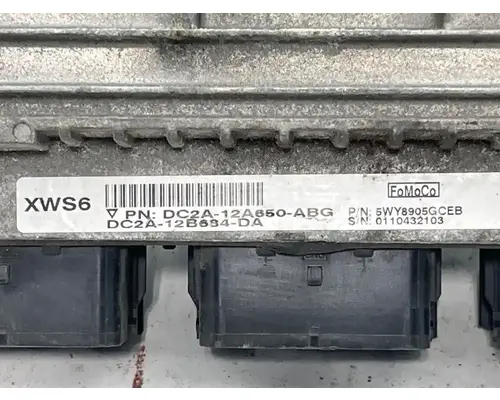 XWS6
PN: DC2A-12A650-ABG
DC2A-12B684-DA
FoMoCo
P/N: 5WY8905GCEB
S/N: 0110432103